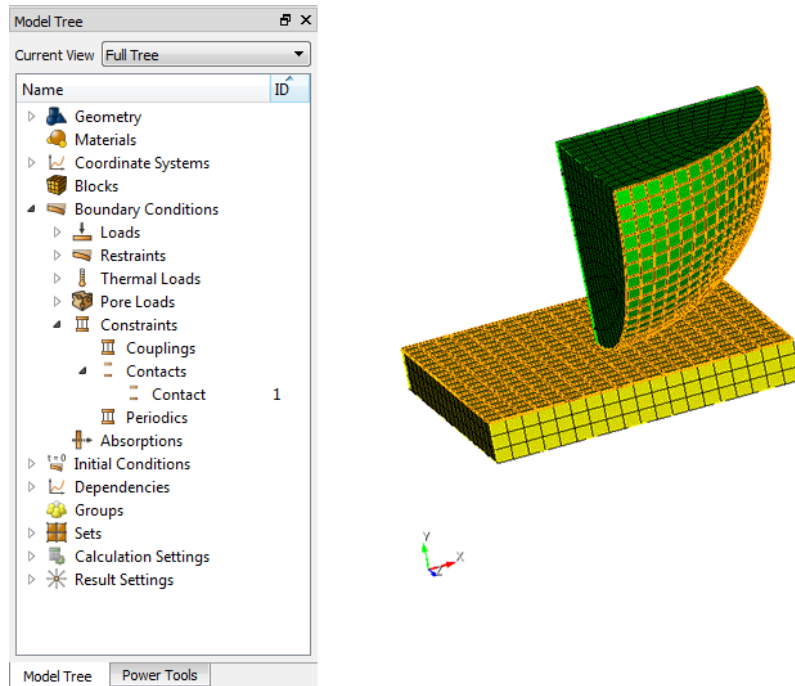 Model Tree
Current View Full Tree
Name ID
Geometry
Materials
Coordinate Systems
Blocks
Boundary Conditions
Loads
Restraints
Thermal Loads
Pore Loads
Constraints
Couplings
Contacts
Contact 1
Periodics
Absorptions
t=0 Initial Conditions
Dependencies
Groups
Sets
Calculation Settings
Result Settings
Model Tree Power Tools
Y
X
Z